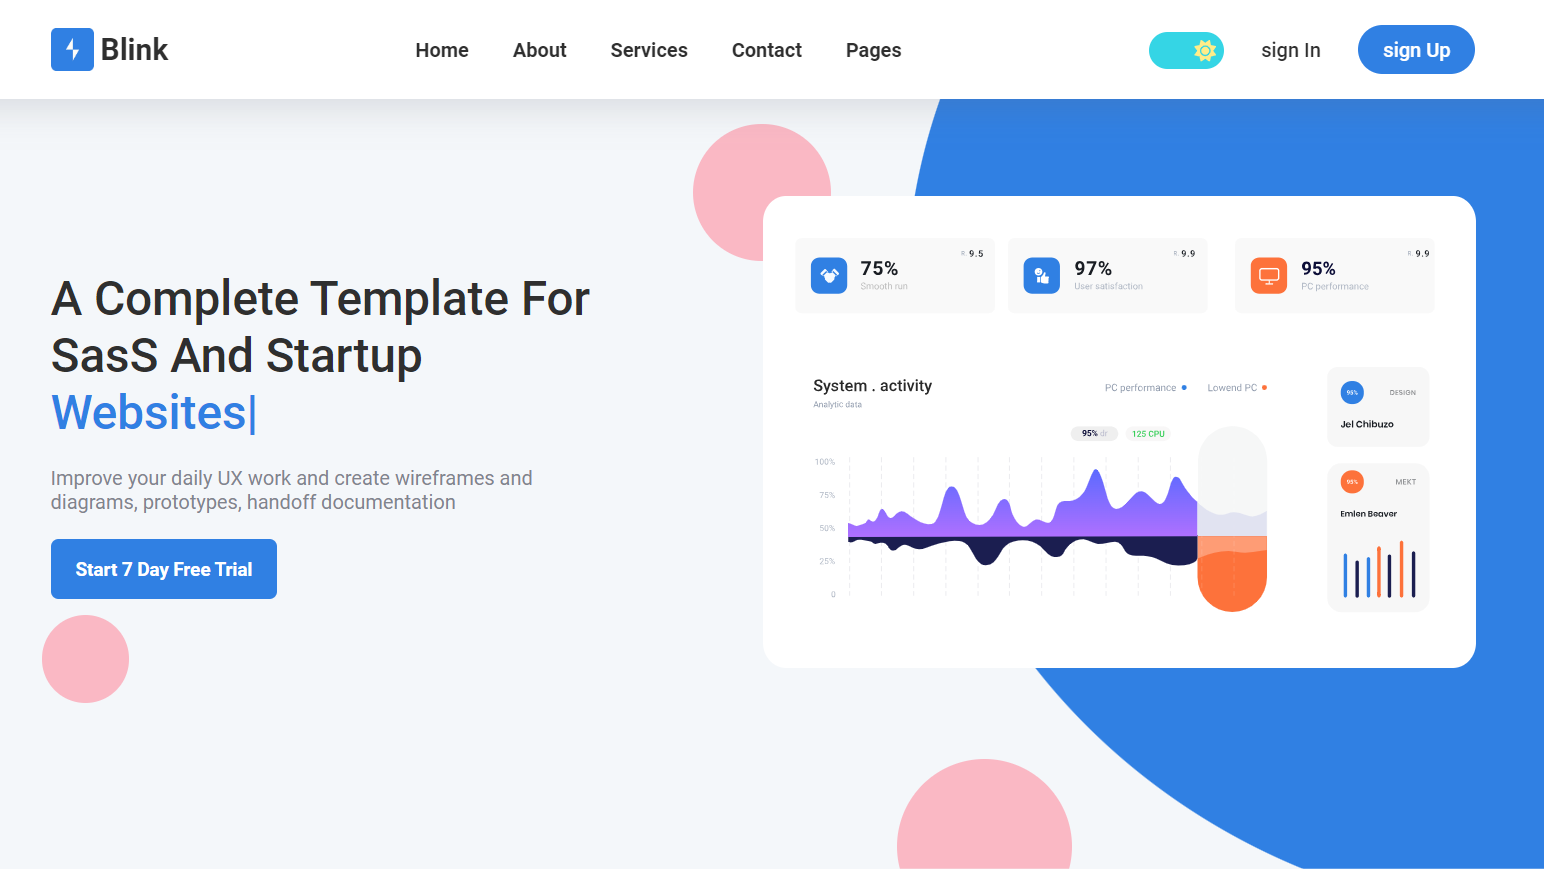 Blink
Home About Services Contact Pages
sign In
sign Up
A Complete Template For
SasS And Startup
Websites|
Improve your daily UX work and create wireframes and
diagrams, prototypes, handoff documentation
Start 7 Day Free Trial
R. 9.5
75%
Smooth run
R. 9.9
97%
User satisfaction
R. 9.9
95%
PC performance
System . activity
Analytic data
PC performance
Lowend PC
95% dr
125 CPU
100%
75%
50%
25%
0
95%
DESIGN
Jel Chibuzo
95%
MEKT
Emlen Beaver